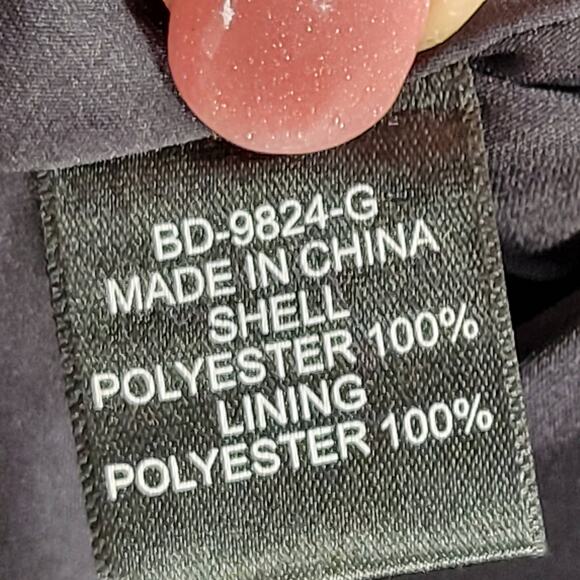 BD-9824-G
MADE IN CHINA
SHELL
POLYESTER 100%
LINING
POLYESTER 100%